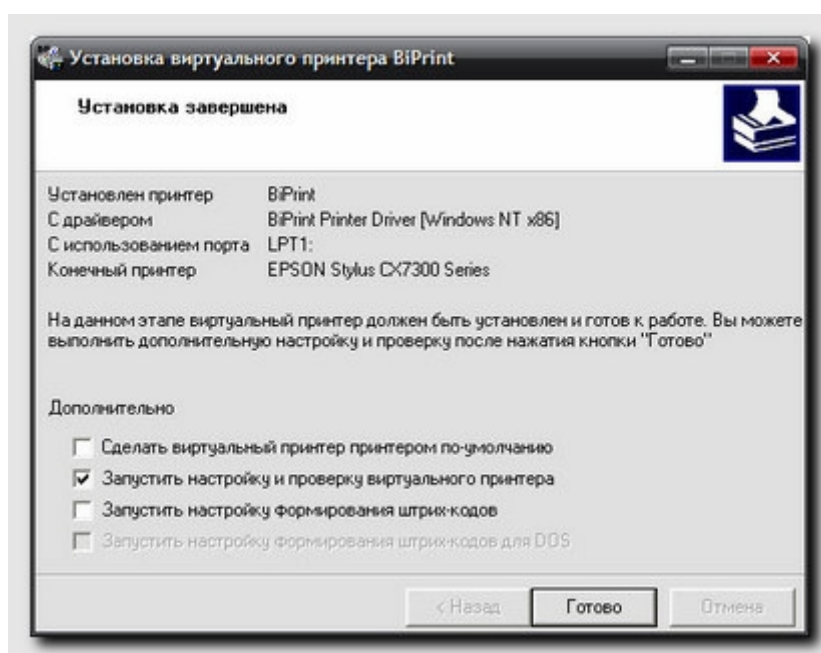 Установка виртуального принтера BiPrint
Установка завершена
Установлен принтер BiPrint
С драйвером BiPrint Printer Driver [Windows NT x86]
С использованием порта LPT1:
Конечный принтер EPSON Stylus CX7300 Series
На данном этапе виртуальный принтер должен быть установлен и готов к работе. Вы можете
выполнить дополнительную настройку и проверку после нажатия кнопки "Готово"
Дополнительно
Сделать виртуальный принтер принтером по-умолчанию
Запустить настройку и проверку виртуального принтера
Запустить настройку формирования штрих-кодов
Запустить настройку формирования штрих-кодов для DOS
< Назад Готово Отмена